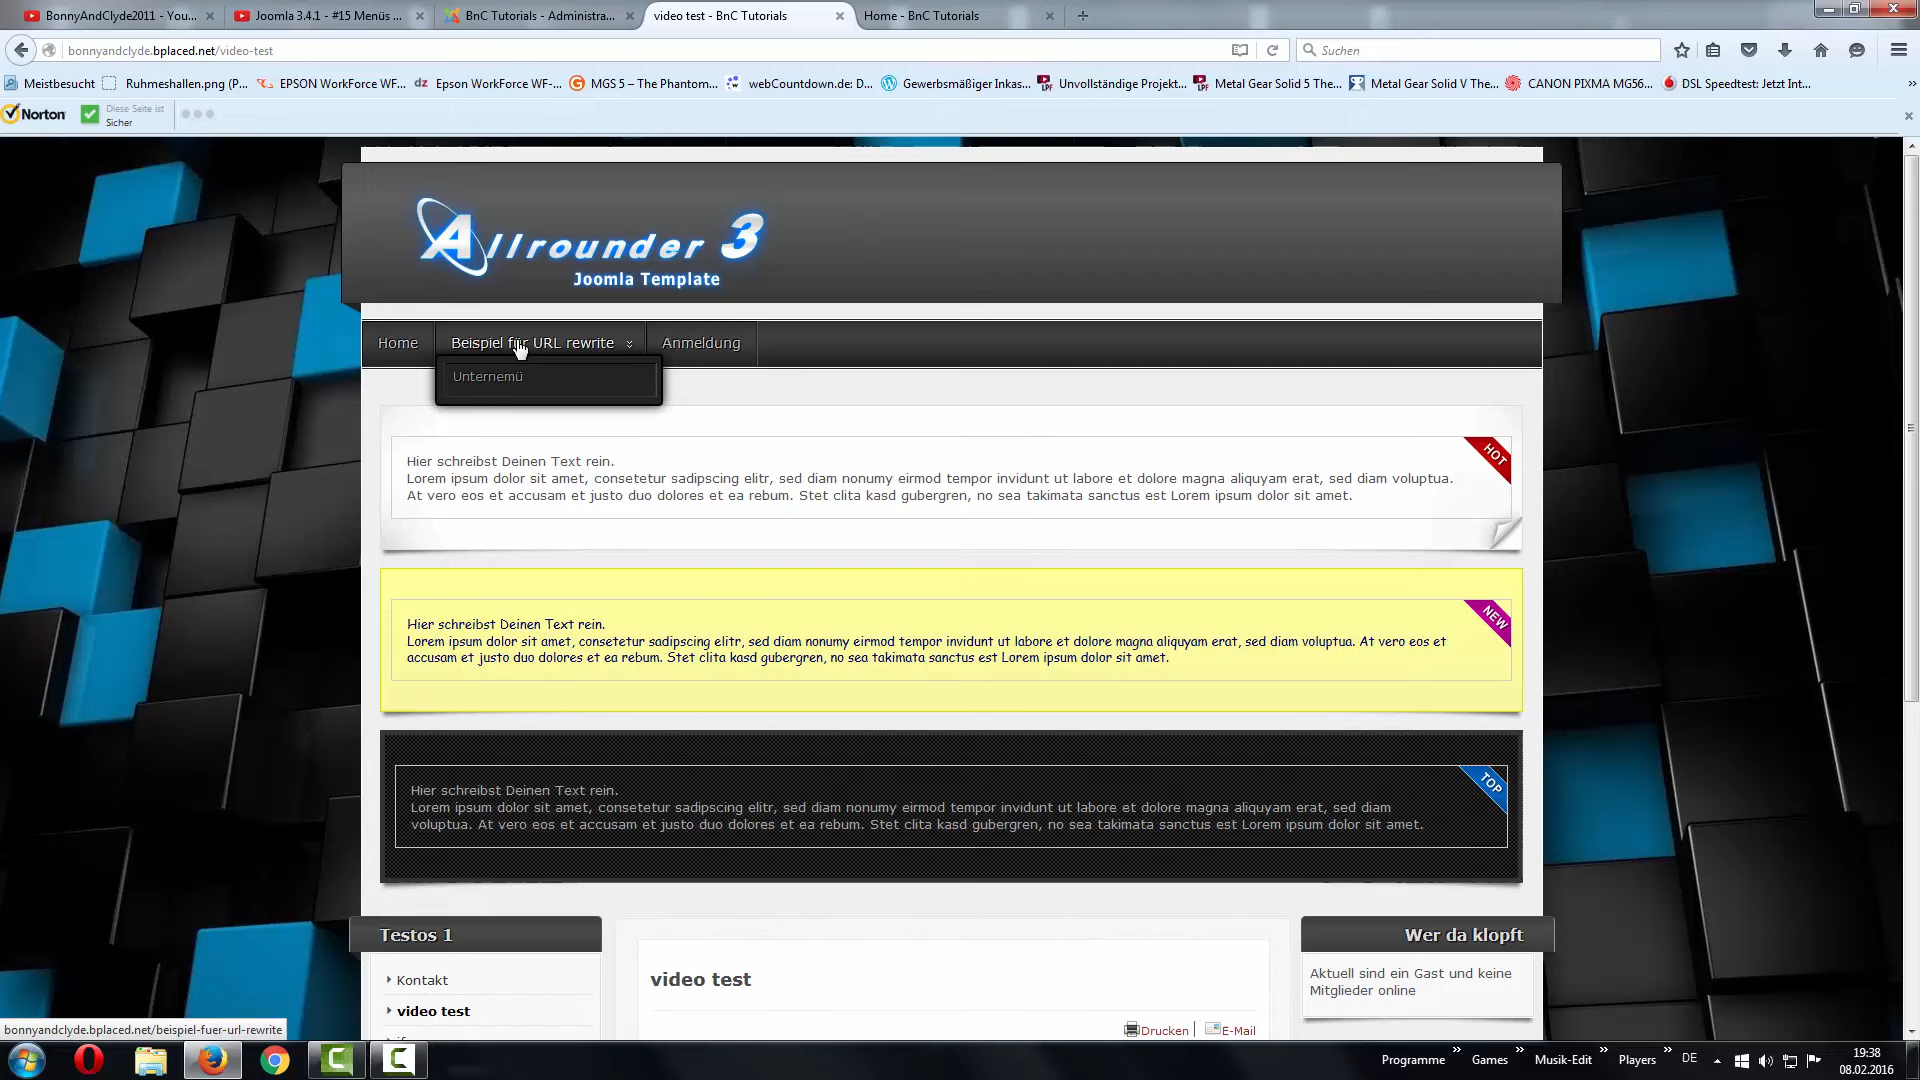 BonnyAndClyde2011 - You...
Joomla 3.4.1 - #15 Menüs ...
BnC Tutorials - Administra...
video test - BnC Tutorials
Home - BnC Tutorials
bonnyandclyde.bplaced.net/video-test
Suchen
Meistbesucht
Ruhmeshallen.png (P...
EPSON WorkForce WF...
Epson WorkForce WF-...
MGS 5 – The Phantom...
webCountdown.de: D...
Gewerbsmäßiger Inkas...
Unvollständige Projekt...
Metal Gear Solid 5 The...
Metal Gear Solid V The...
CANON PIXMA MG56...
DSL Speedtest: Jetzt Int...
Norton
Diese Seite ist
Sicher
Allrounder 3
Joomla Template
Home
Beispiel für URL rewrite
Anmeldung
Unternemü
HOT
Hier schreibst Deinen Text rein.
Lorem ipsum dolor sit amet, consetetur sadipscing elitr, sed diam nonumy eirmod tempor invidunt ut labore et dolore magna aliquyam erat, sed diam voluptua.
At vero eos et accusam et justo duo dolores et ea rebum. Stet clita kasd gubergren, no sea takimata sanctus est Lorem ipsum dolor sit amet.
NEW
Hier schreibst Deinen Text rein.
Lorem ipsum dolor sit amet, consetetur sadipscing elitr, sed diam nonumy eirmod tempor invidunt ut labore et dolore magna aliquyam erat, sed diam voluptua. At vero eos et
accusam et justo duo dolores et ea rebum. Stet clita kasd gubergren, no sea takimata sanctus est Lorem ipsum dolor sit amet.
TOP
Hier schreibst Deinen Text rein.
Lorem ipsum dolor sit amet, consetetur sadipscing elitr, sed diam nonumy eirmod tempor invidunt ut labore et dolore magna aliquyam erat, sed diam
voluptua. At vero eos et accusam et justo duo dolores et ea rebum. Stet clita kasd gubergren, no sea takimata sanctus est Lorem ipsum dolor sit amet.
Testos 1
Kontakt
video test
video test
Drucken
E-Mail
Wer da klopft
Aktuell sind ein Gast und keine
Mitglieder online
bonnyandclyde.bplaced.net/beispiel-fuer-url-rewrite
Programme
Games
Musik-Edit
Players
DE
19:38
08.02.2016